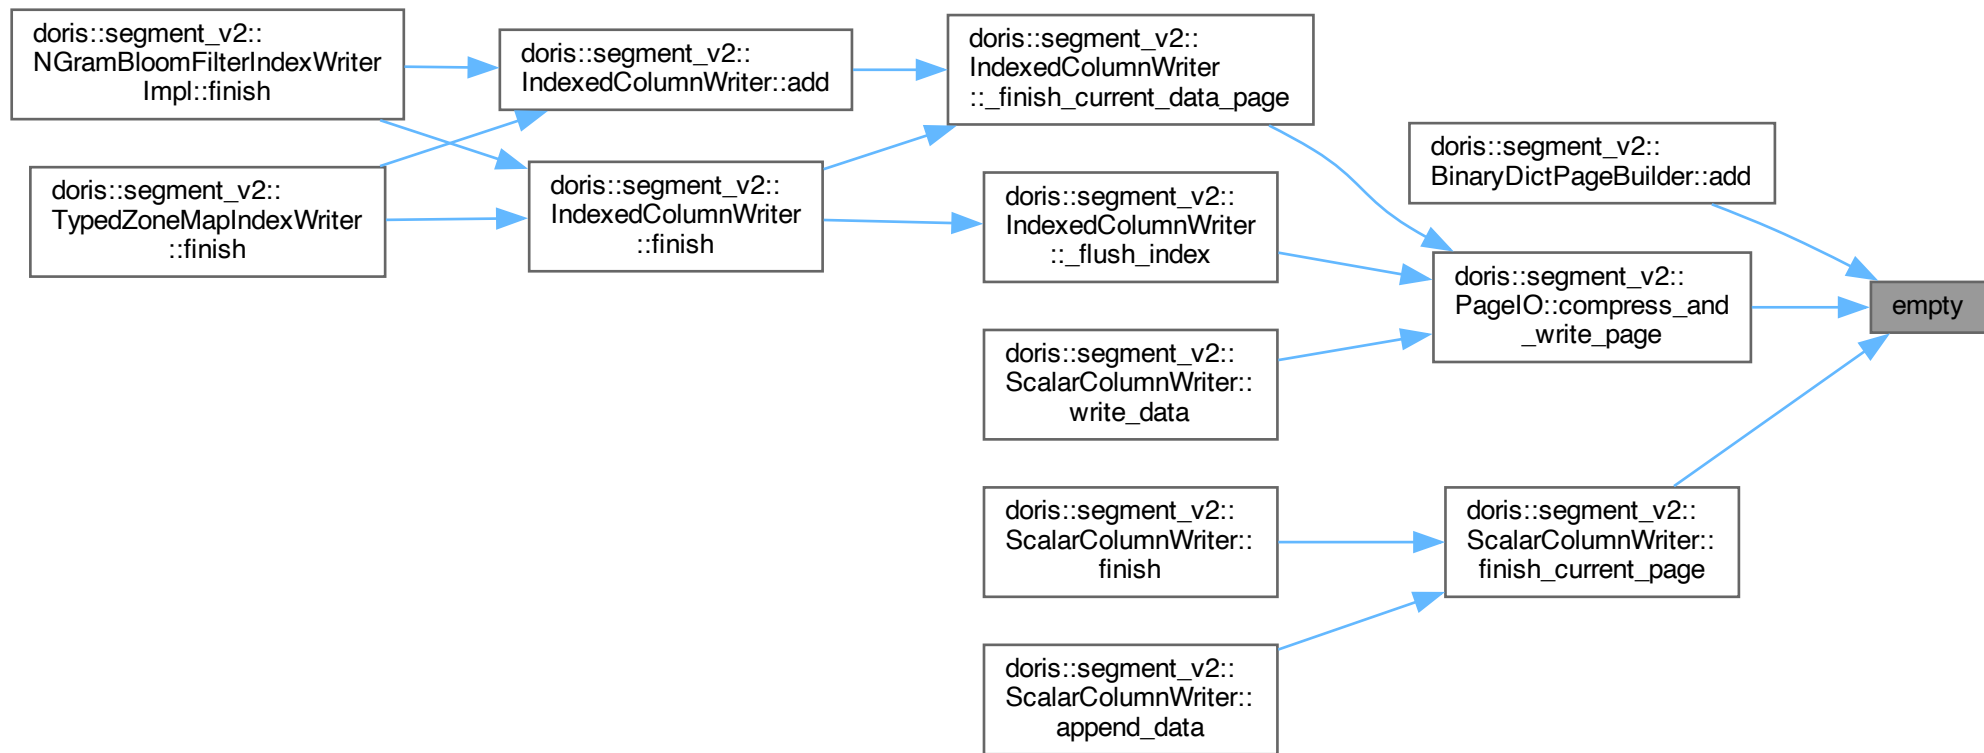 doris::segment_v2::
NGramBloomFilterIndexWriter
Impl::finish
doris::segment_v2::
TypedZoneMapIndexWriter
::finish
doris::segment_v2::
IndexedColumnWriter::add
doris::segment_v2::
IndexedColumnWriter
::finish
doris::segment_v2::
IndexedColumnWriter
::_finish_current_data_page
doris::segment_v2::
IndexedColumnWriter
::_flush_index
doris::segment_v2::
ScalarColumnWriter::
write_data
doris::segment_v2::
ScalarColumnWriter::
finish
doris::segment_v2::
ScalarColumnWriter::
append_data
doris::segment_v2::
BinaryDictPageBuilder::add
doris::segment_v2::
PageIO::compress_and
_write_page
doris::segment_v2::
ScalarColumnWriter::
finish_current_page
empty